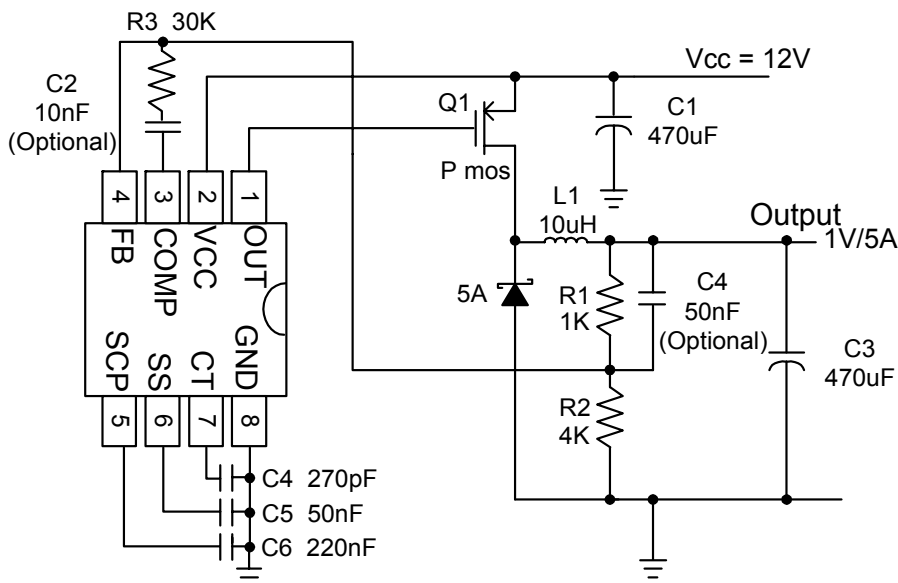 R3 30K
C2
10nF
(Optional)
Vcc = 12V
Q1
P mos
C1
470uF
4
3
2
1
FB
COMP
VCC
OUT
L1
10uH
Output
1V/5A
5A
R1
1K
C4
50nF
(Optional)
C3
470uF
SCP
SS
CT
GND
5
6
7
8
R2
4K
C4 270pF
C5 50nF
C6 220nF